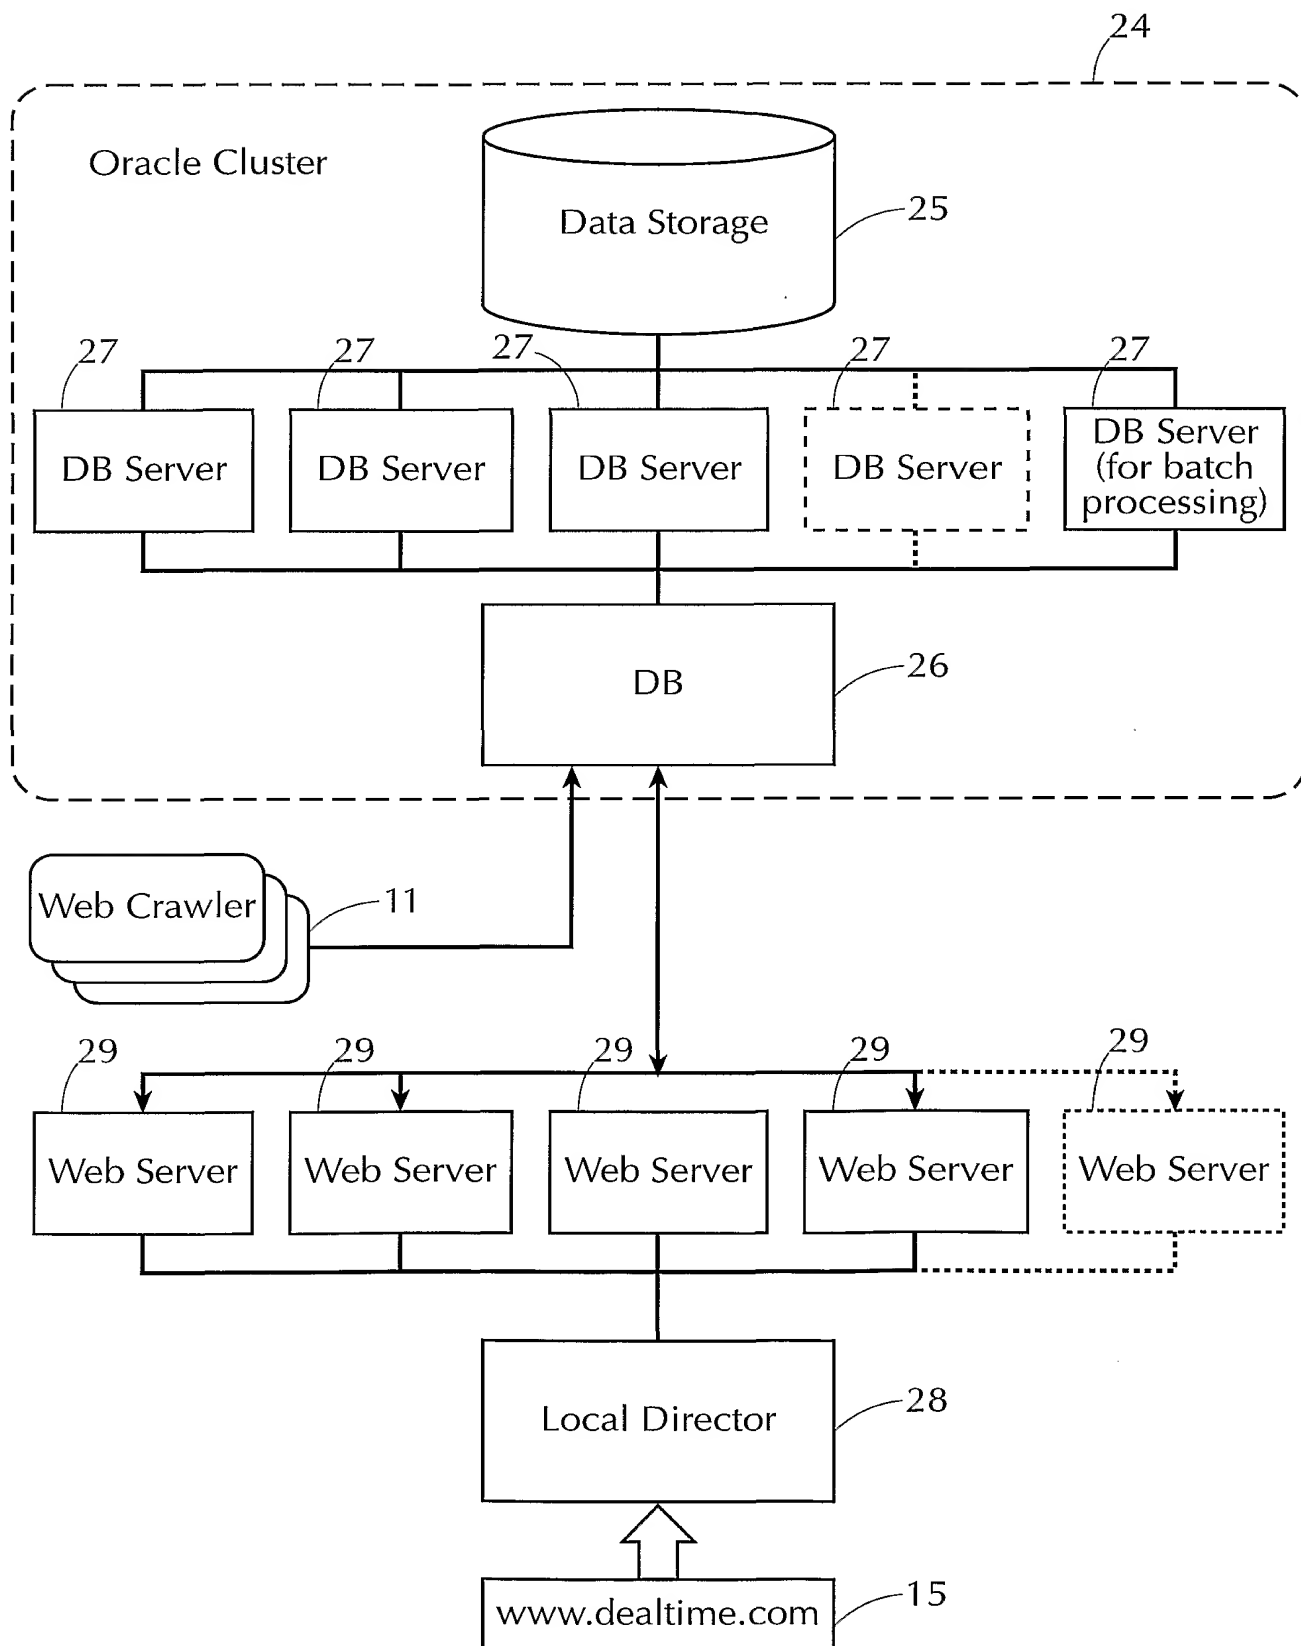 24
Oracle Cluster
Data Storage
25
27 27 27 27 27
DB Server DB Server DB Server DB Server DB Server
(for batch
processing)
DB
26
Web Crawler
11
29 29 29 29 29
Web Server Web Server Web Server Web Server Web Server
Local Director
28
www.dealtime.com
15